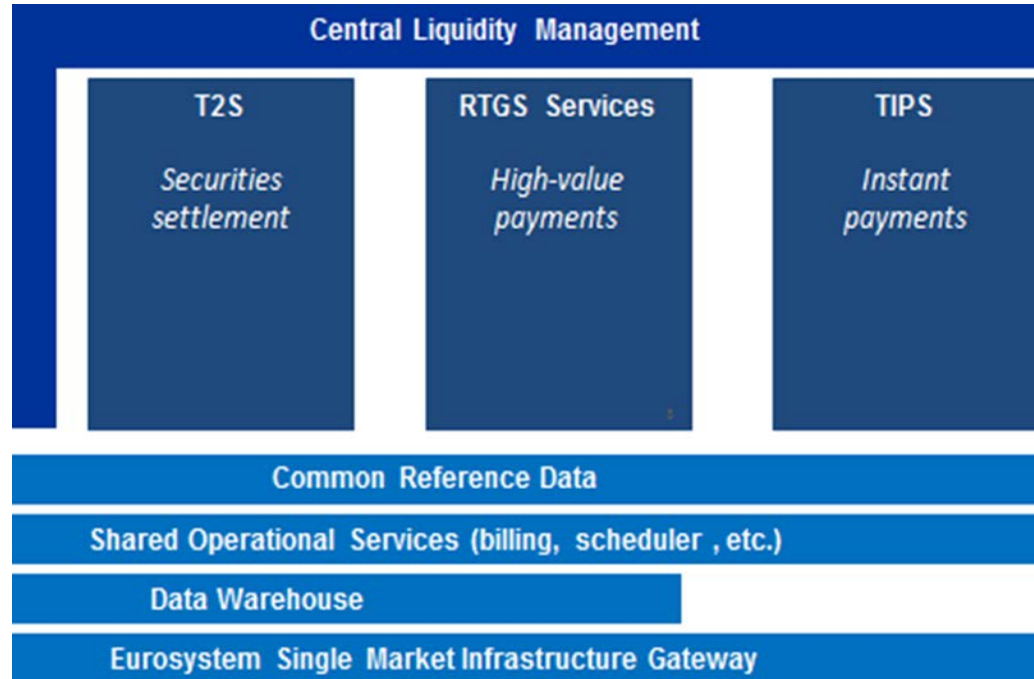 Central Liquidity Management
T2S
Securities
settlement
RTGS Services
High-value
payments
TIPS
Instant
payments
Common Reference Data
Shared Operational Services (billing, scheduler , etc.)
Data Warehouse
Eurosystem Single Market Infrastructure Gateway